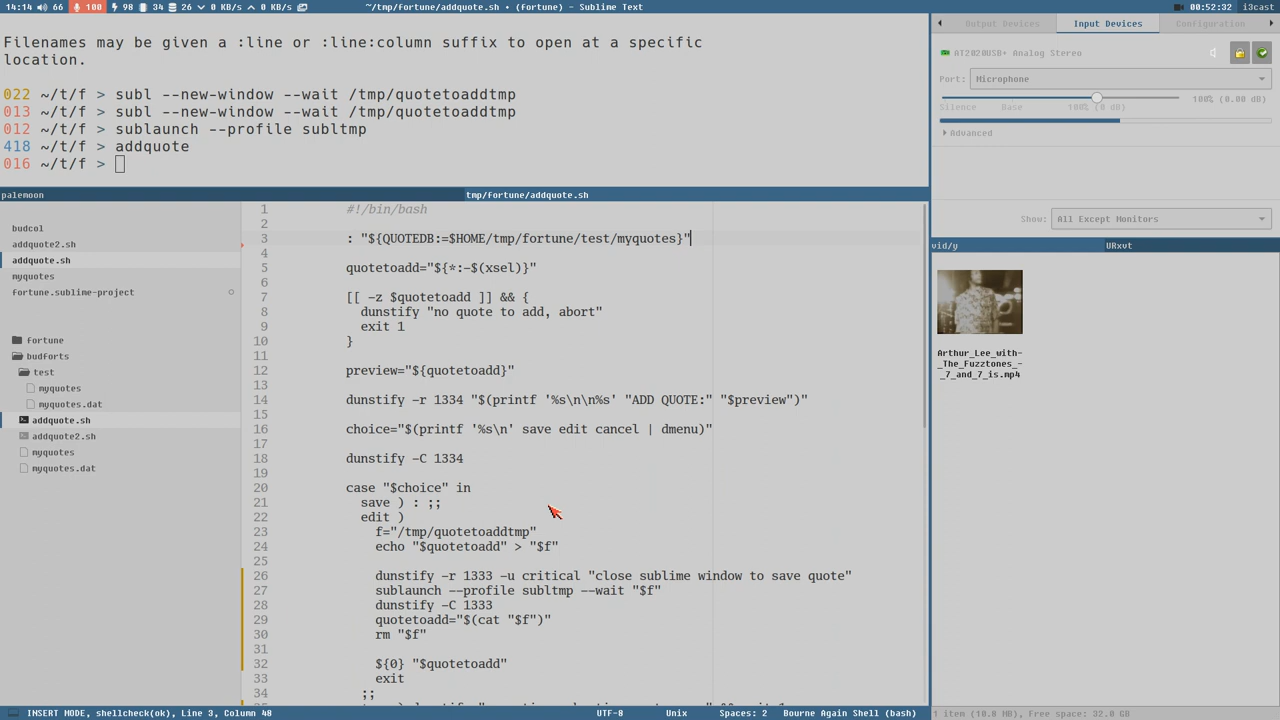 14:14 66 100 98 34 26 0 KB/s 0 KB/s ~/tmp/fortune/addquote.sh • (fortune) - Sublime Text 00:52:32 i3cast
Filenames may be given a :line or :line:column suffix to open at a specific
location.
022 ~/t/f > subl --new-window --wait /tmp/quotetoaddtmp
013 ~/t/f > subl --new-window --wait /tmp/quotetoaddtmp
012 ~/t/f > sublaunch --profile subltmp
418 ~/t/f > addquote
016 ~/t/f >
palemoon tmp/fortune/addquote.sh
budcol
addquote2.sh
addquote.sh
myquotes
fortune.sublime-project
fortune
budforts
test
myquotes
myquotes.dat
addquote.sh
addquote2.sh
myquotes
myquotes.dat
1 #!/bin/bash
2
3 : "${QUOTEDB:=$HOME/tmp/fortune/test/myquotes}"
4
5 quotetoadd="${*:-$(xsel)}"
6
7 [[ -z $quotetoadd ]] && {
8 dunstify "no quote to add, abort"
9 exit 1
10 }
11
12 preview="${quotetoadd}"
13
14 dunstify -r 1334 "$(printf '%s\n\n%s' "ADD QUOTE:" "$preview")"
15
16 choice="$(printf '%s\n' save edit cancel | dmenu)"
17
18 dunstify -C 1334
19
20 case "$choice" in
21 save ) : ;;
22 edit )
23 f="/tmp/quotetoaddtmp"
24 echo "$quotetoadd" > "$f"
25
26 dunstify -r 1333 -u critical "close sublime window to save quote"
27 sublaunch --profile subltmp --wait "$f"
28 dunstify -C 1333
29 quotetoadd="$(cat "$f")"
30 rm "$f"
31
32 ${0} "$quotetoadd"
33 exit
34 ;;
INSERT MODE, shellcheck(ok), Line 3, Column 48 UTF-8 Unix Spaces: 2 Bourne Again Shell (bash)
Output Devices Input Devices Configuration
AT2020USB+ Analog Stereo
Port: Microphone
100% (0.00 dB)
Silence Base 100% (0 dB)
Advanced
Show: All Except Monitors
vid/y URxvt
Arthur_Lee_with-
_The_Fuzztones_-
_7_and_7_is.mp4
1 item (10.8 MB), Free space: 32.0 GB